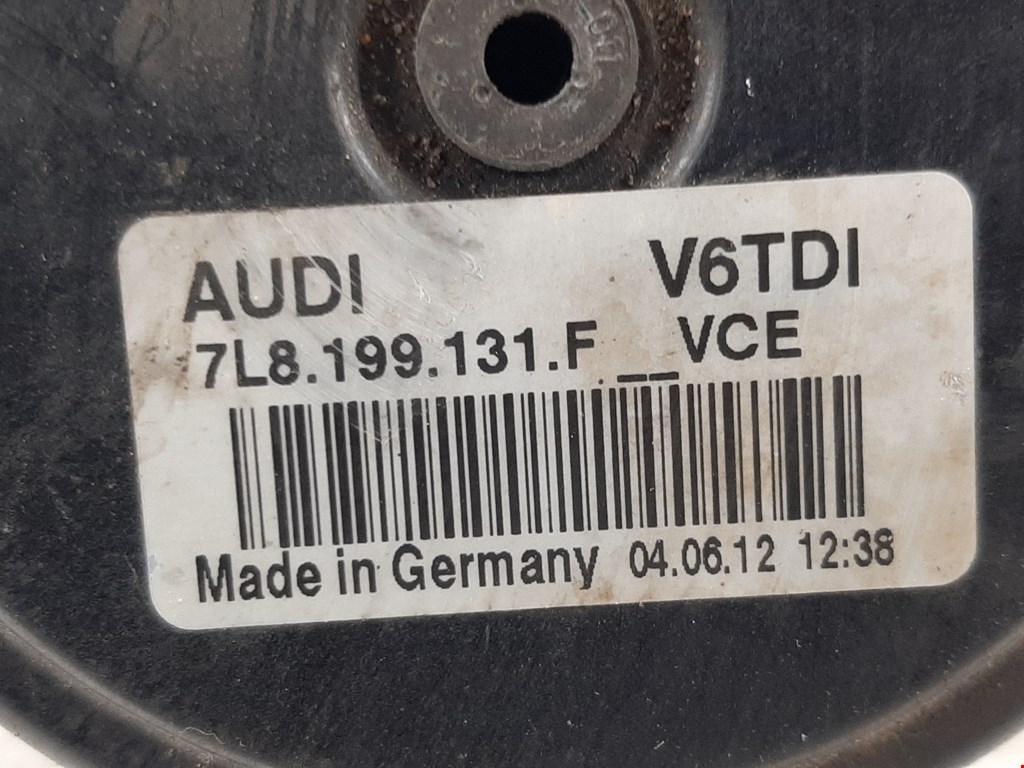 AUDI V6TDI
7L8.199.131.F __VCE
Made in Germany 04.06.12 12:38